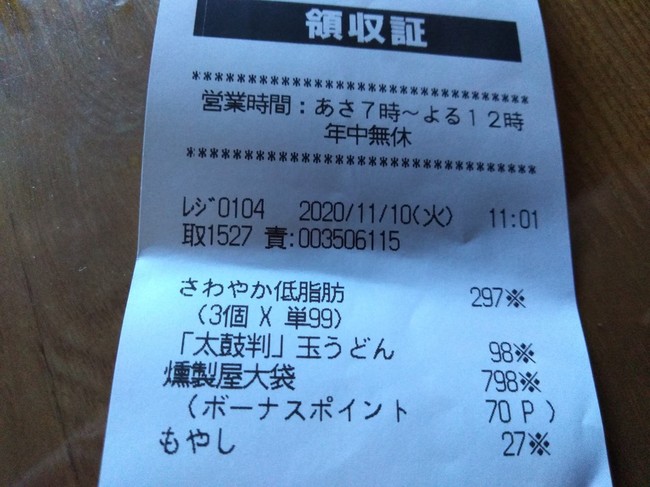 領収証
**********************************
営業時間：あさ７時～よる１２時
年中無休
**********************************
ﾚｼﾞ0104 2020/11/10(火) 11:01
取1527 責:003506115
さわやか低脂肪 297※
(3個 X 単99)
「太鼓判」玉うどん 98※
燻製屋大袋 798※
(ボーナスポイント 70 P )
もやし 27※